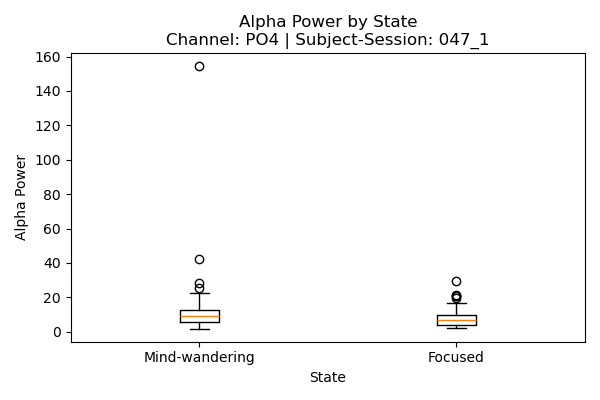 Alpha Power by State
Channel: PO4 | Subject-Session: 047_1
160
140
120
100
80
60
40
20
0
Alpha Power
Mind-wandering
Focused
State